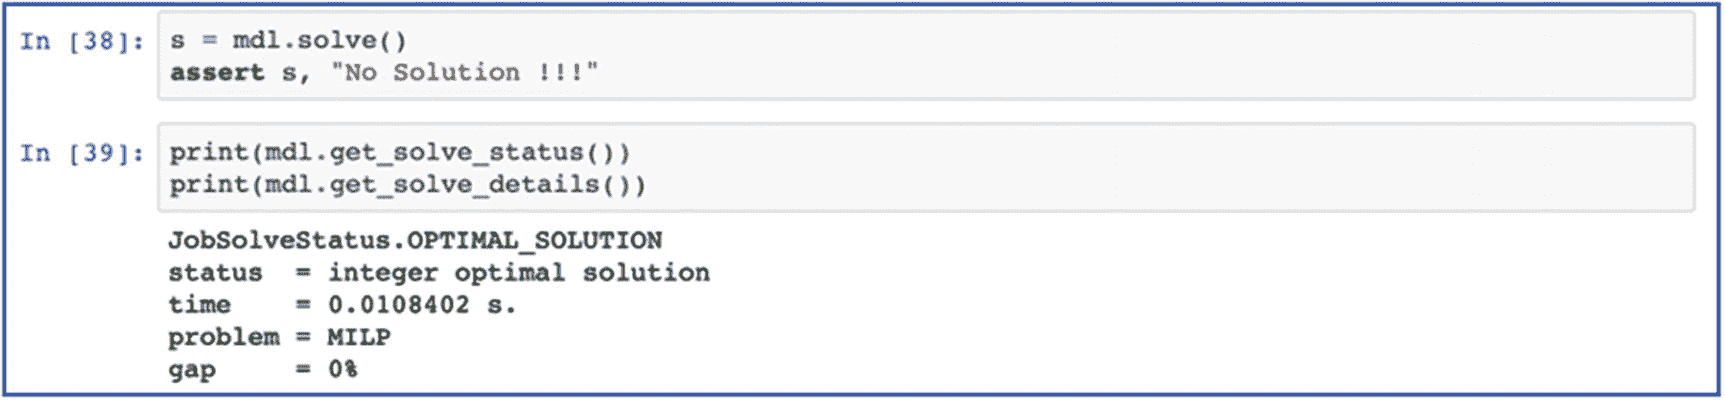 In [38]: s = mdl.solve()
assert s, "No Solution !!!"
In [39]: print(mdl.get_solve_status())
print(mdl.get_solve_details())
JobSolveStatus.OPTIMAL_SOLUTION
status  = integer optimal solution
time    = 0.0108402 s.
problem = MILP
gap     = 0%